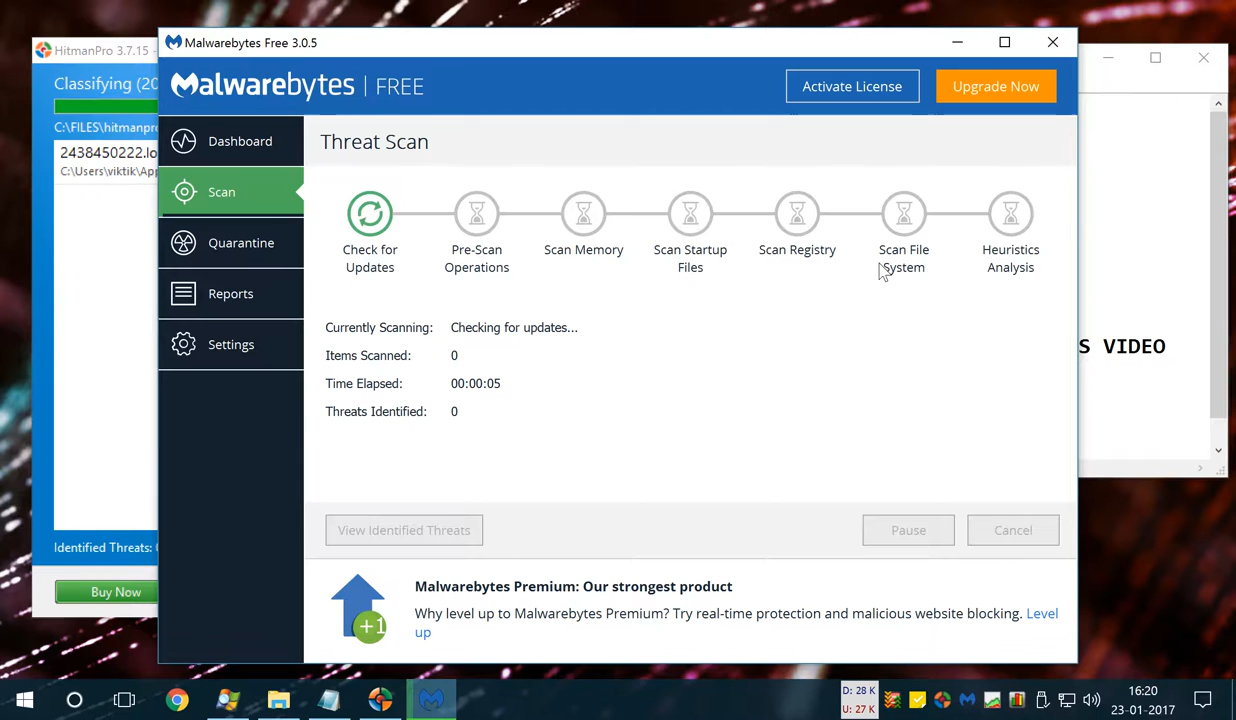 HitmanPro 3.7.15 -
Classifying (20
C:\FILES\hitmanpro
2438450222.lo
C:\Users\viktik\App
Identified Threats:
Buy Now
Malwarebytes Free 3.0.5
Malwarebytes | FREE
Activate License
Upgrade Now
Dashboard
Scan
Quarantine
Reports
Settings
Threat Scan
Check for
Updates
Pre-Scan
Operations
Scan Memory
Scan Startup
Files
Scan Registry
Scan File
System
Heuristics
Analysis
Currently Scanning: Checking for updates...
Items Scanned: 0
Time Elapsed: 00:00:05
Threats Identified: 0
View Identified Threats
Pause
Cancel
+1
Malwarebytes Premium: Our strongest product
Why level up to Malwarebytes Premium? Try real-time protection and malicious website blocking. Level
up
S VIDEO
D: 28 K
U: 27 K
16:20
23-01-2017